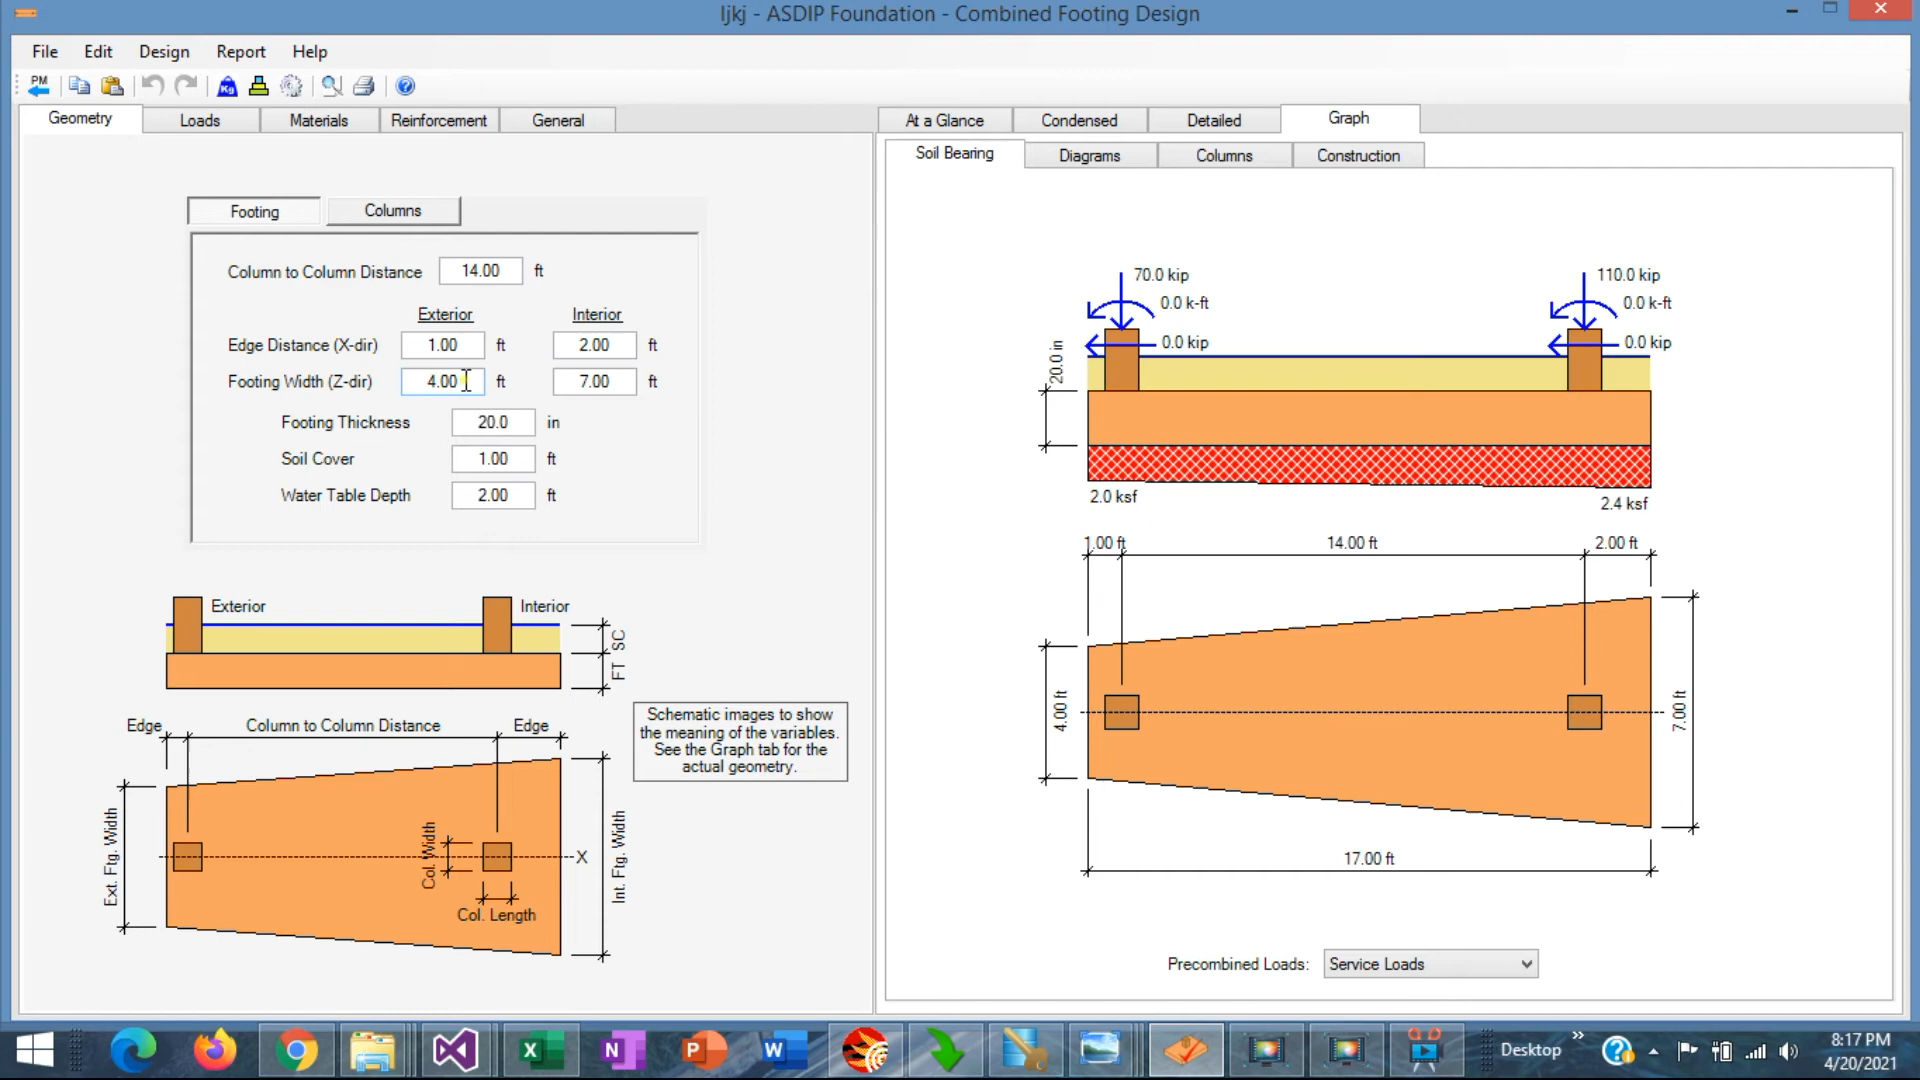 ljkj - ASDIP Foundation - Combined Footing Design
File Edit Design Report Help
PM Kg
Geometry Loads Materials Reinforcement General
At a Glance Condensed Detailed Graph
Soil Bearing Diagrams Columns Construction
Footing Columns
Column to Column Distance 14.00 ft
Exterior Interior
Edge Distance (X-dir) 1.00 ft 2.00 ft
Footing Width (Z-dir) 4.00 ft 7.00 ft
Footing Thickness 20.0 in
Soil Cover 1.00 ft
Water Table Depth 2.00 ft
Exterior Interior
SC
FT
Edge Column to Column Distance Edge
Ext. Ftg. Width
Col. Width
Col. Length
X
Int. Ftg. Width
Schematic images to show
the meaning of the variables.
See the Graph tab for the
actual geometry.
70.0 kip 110.0 kip
0.0 k-ft 0.0 k-ft
0.0 kip 0.0 kip
20.0 in
2.0 ksf
2.4 ksf
1.00 ft 14.00 ft 2.00 ft
4.00 ft
7.00 ft
17.00 ft
Precombined Loads: Service Loads
Desktop
8:17 PM
4/20/2021